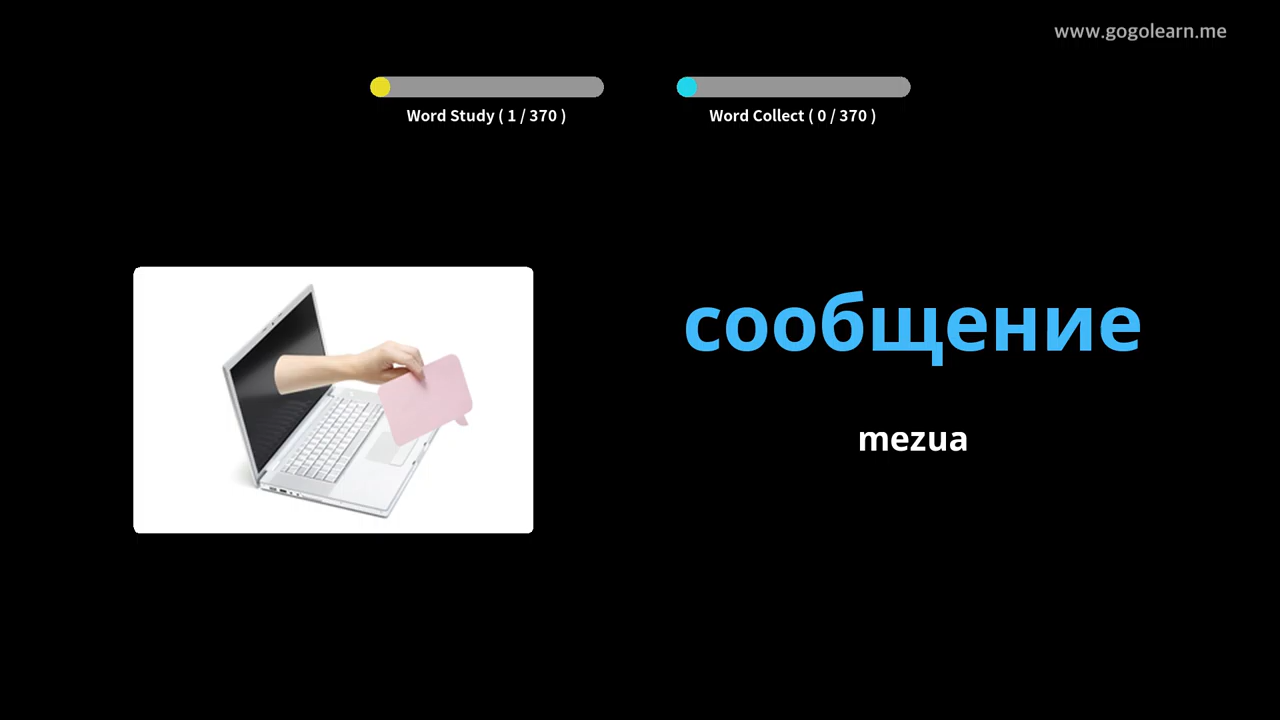 www.gogolearn.me
Word Study ( 1 / 370 )
Word Collect ( 0 / 370 )
сообщение
mezua